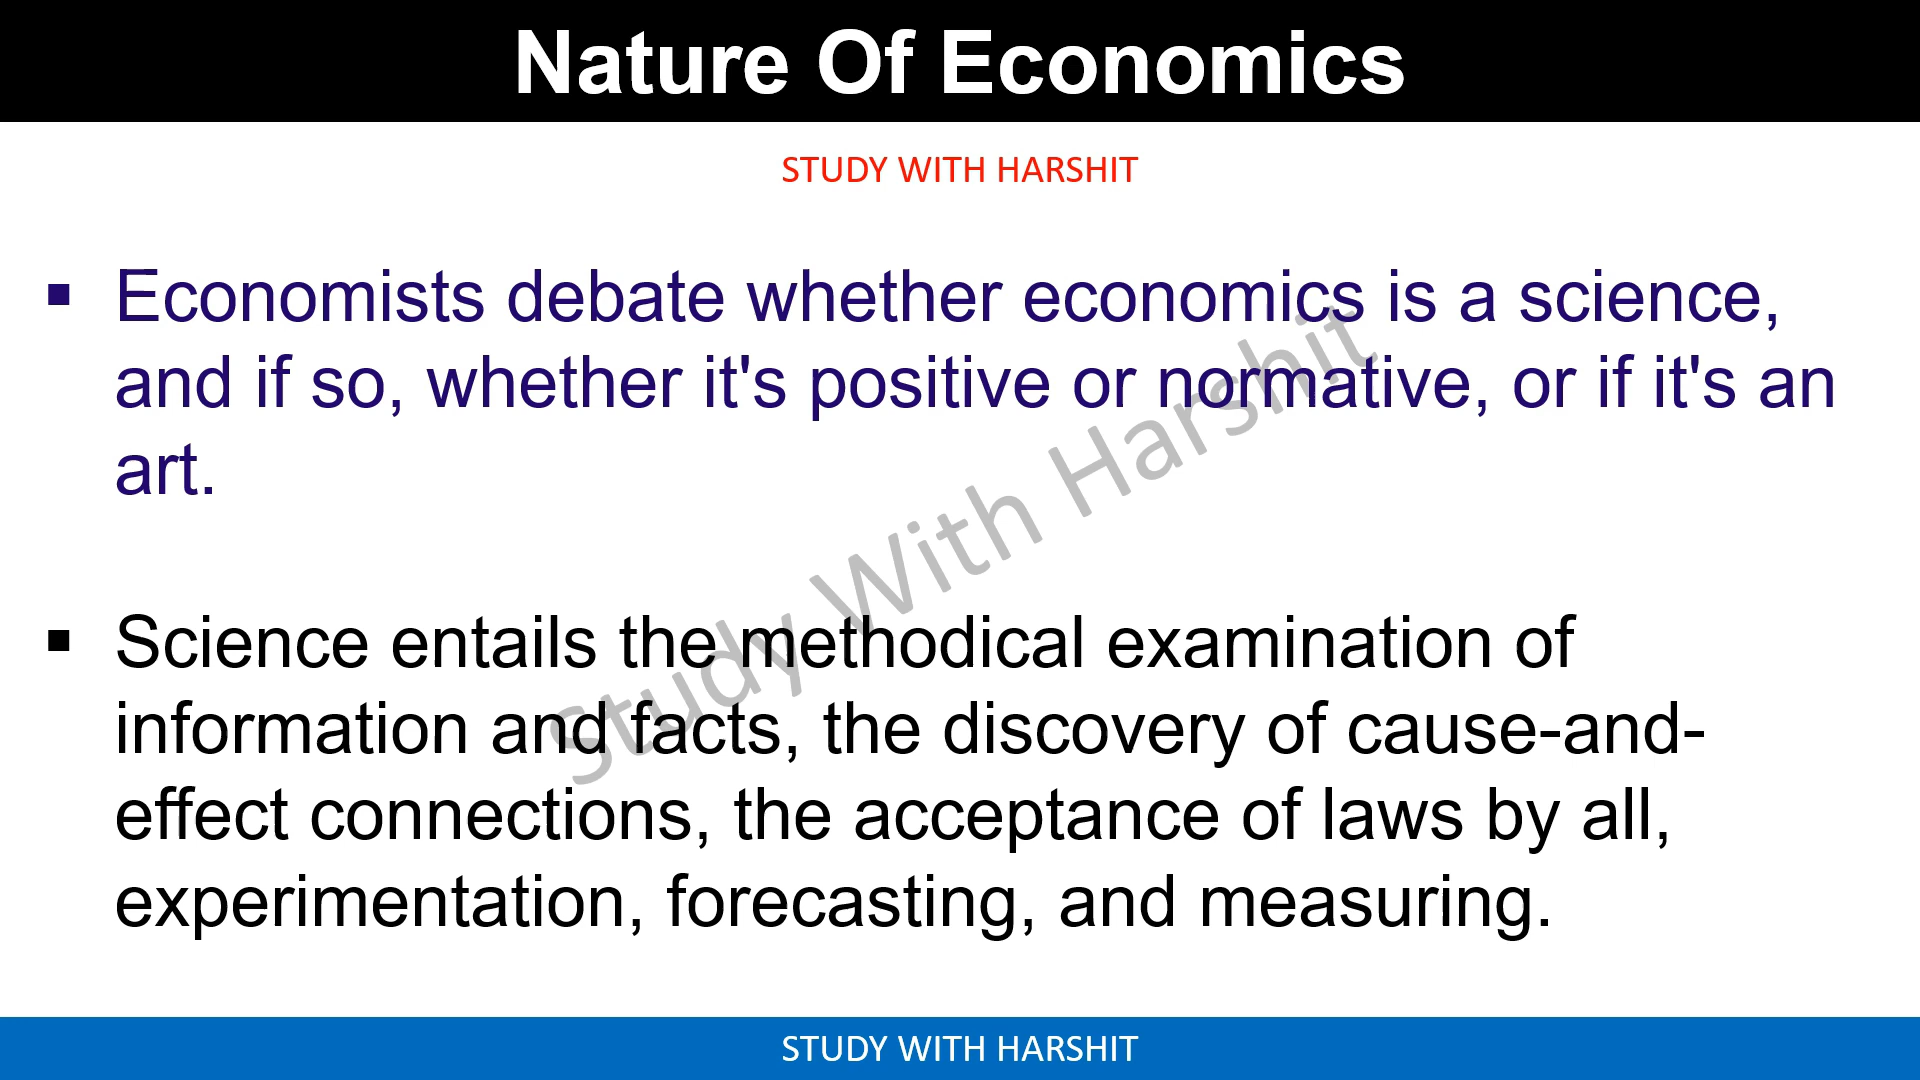 Nature Of Economics
STUDY WITH HARSHIT
▪ Economists debate whether economics is a science,
and if so, whether it's positive or normative, or if it's an
art.
▪ Science entails the methodical examination of
information and facts, the discovery of cause-and-
effect connections, the acceptance of laws by all,
experimentation, forecasting, and measuring.
Study With Harshit
STUDY WITH HARSHIT